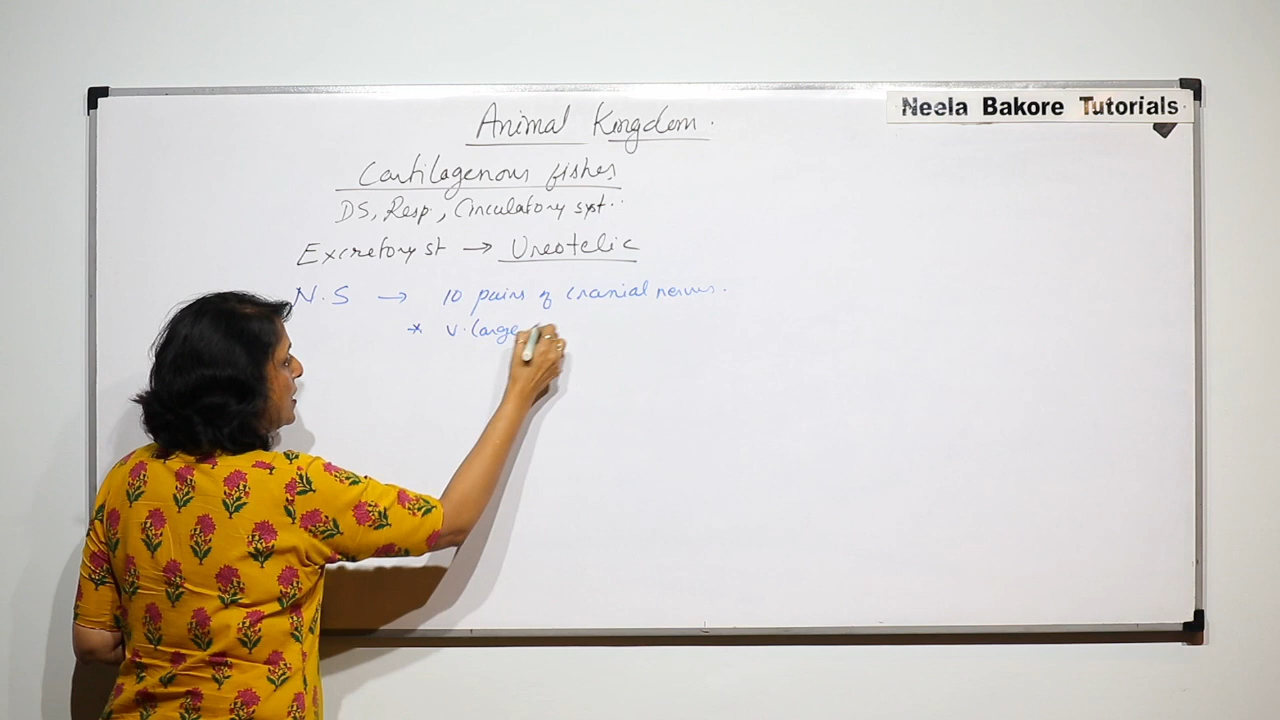 Neela Bakore Tutorials
Animal Kingdom.
Cartilagenous fishes
DS, Resp., Circulatory syst..
Excretory st → Ureotelic
N.S → 10 pairs of cranial nerves.
* V. large